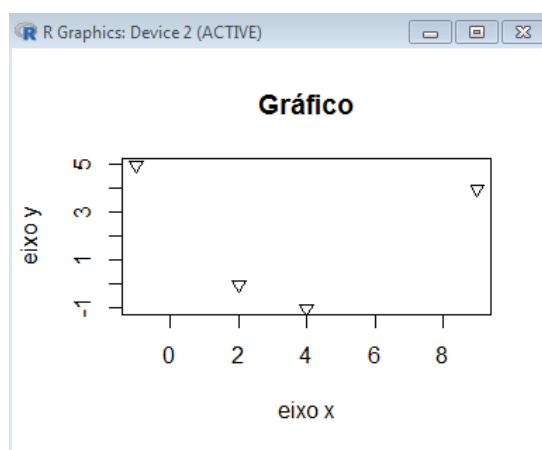 R Graphics: Device 2 (ACTIVE)
Gráfico
5
3
1
-1
eixo y
0 2 4 6 8
eixo x